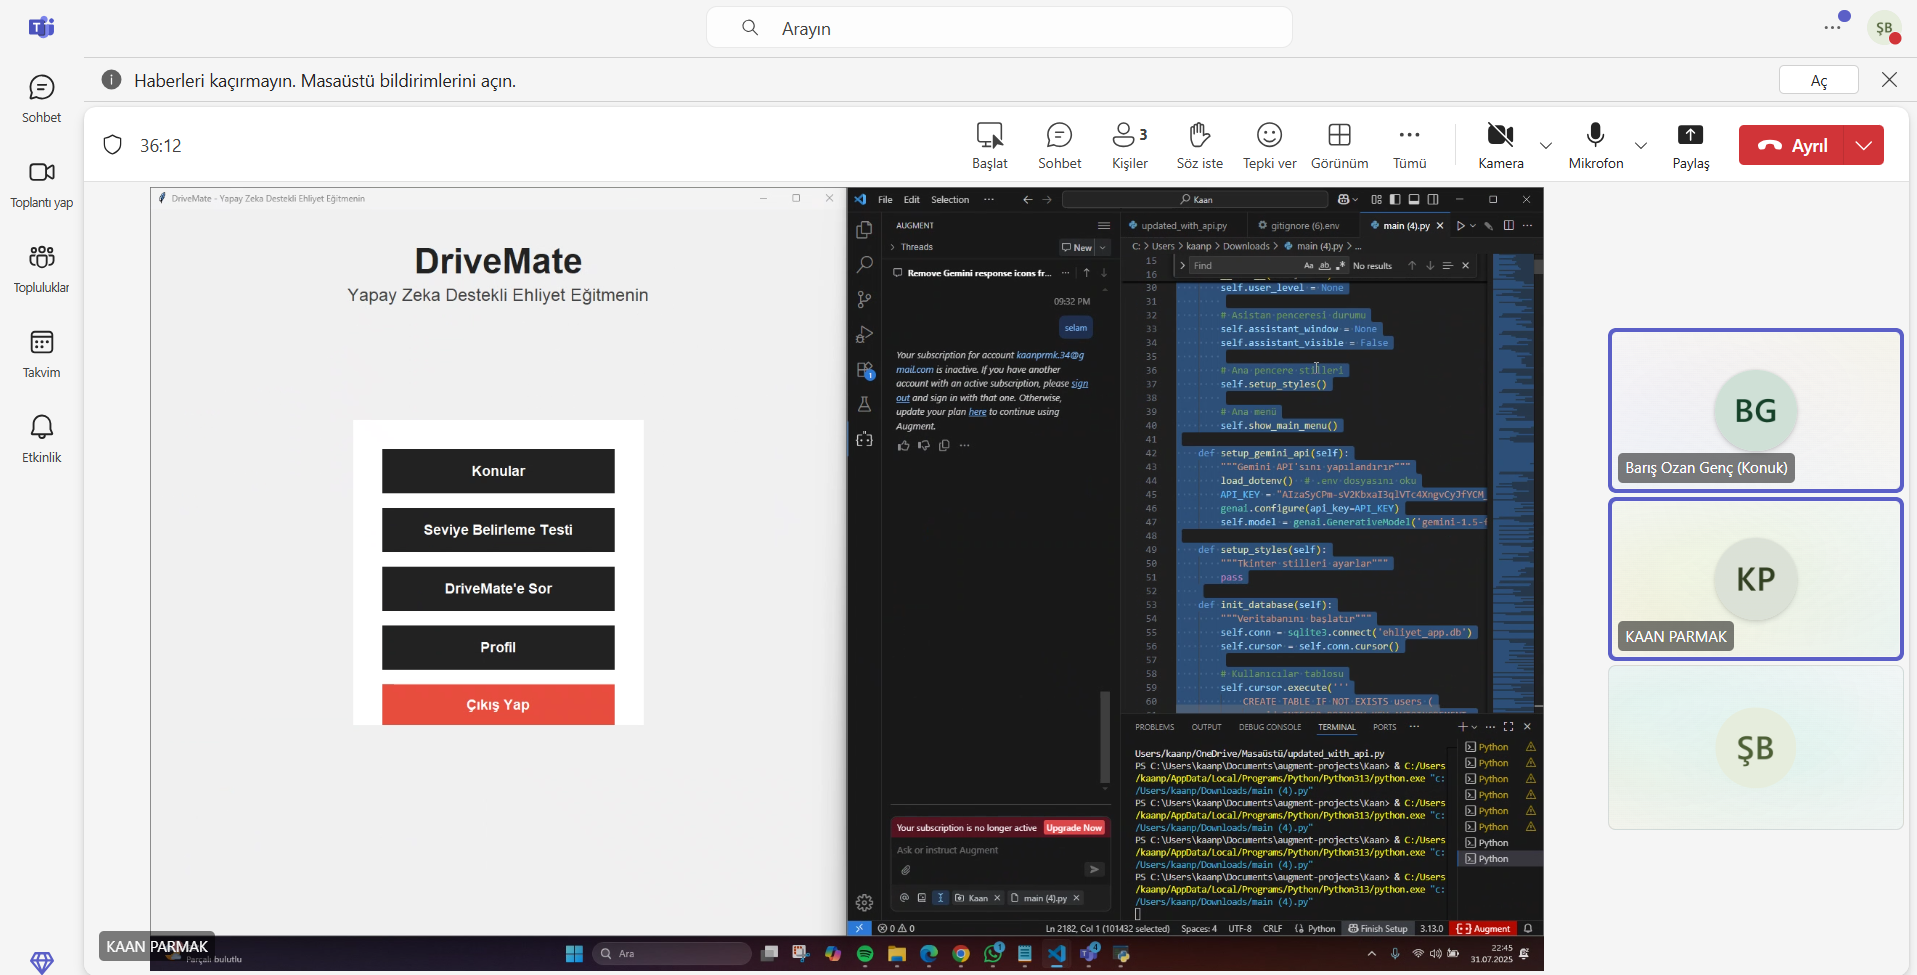 Arayın
ŞB
Haberleri kaçırmayın. Masaüstü bildirimlerini açın.
Aç
Sohbet
Toplantı yap
Topluluklar
Takvim
Etkinlik
36:12
Başlat
Sohbet
3
Kişiler
Söz iste
Tepki ver
Görünüm
Tümü
Kamera
Mikrofon
Paylaş
Ayrıl
DriveMate - Yapay Zeka Destekli Ehliyet Eğitmenin
DriveMate
Yapay Zeka Destekli Ehliyet Eğitmenin
Konular
Seviye Belirleme Testi
DriveMate'e Sor
Profil
Çıkış Yap
File Edit Selection ···
Kaan
AUGMENT
Threads
New
Remove Gemini response icons fr...
09:32 PM
selam
Your subscription for account kaanprmk.34@g
mail.com is inactive. If you have another
account with an active subscription, please sign
out and sign in with that one. Otherwise,
update your plan here to continue using
Augment.
Your subscription is no longer active Upgrade Now
Ask or instruct Augment
Kaan
main (4).py
updated_with_api.py
gitignore (6).env
main (4).py
C: > Users > kaanp > Downloads > main (4).py > ...
Find
No results
15
16
30 self.user_level = None
31
32 # Asistan penceresi durumu
33 self.assistant_window = None
34 self.assistant_visible = False
35
36 # Ana pencere stilleri
37 self.setup_styles()
38
39 # Ana menü
40 self.show_main_menu()
41
42 def setup_gemini_api(self):
43 """Gemini API'sını yapılandırır"""
44 load_dotenv() # .env dosyasını oku
45 API_KEY =
46 genai.configure(api_key=API_KEY)
47 self.model = genai.GenerativeModel('gemini-1.5-f
48
49 def setup_styles(self):
50 """Tkinter stilleri ayarlar"""
51 pass
52
53 def init_database(self):
54 """Veritabanını başlatır"""
55 self.conn = sqlite3.connect('ehliyet_app.db')
56 self.cursor = self.conn.cursor()
57
58 # Kullanıcılar tablosu
59 self.cursor.execute('''
60 CREATE TABLE IF NOT EXISTS users (
PROBLEMS OUTPUT DEBUG CONSOLE TERMINAL PORTS ···
Users/kaanp/OneDrive/Masaüstü/updated_with_api.py
PS C:\Users\kaanp\Documents\augment-projects\Kaan> & C:/Users
/kaanp/AppData/Local/Programs/Python/Python313/python.exe "c:
/Users/kaanp/Downloads/main (4).py"
PS C:\Users\kaanp\Documents\augment-projects\Kaan> & C:/Users
/kaanp/AppData/Local/Programs/Python/Python313/python.exe "c:
/Users/kaanp/Downloads/main (4).py"
PS C:\Users\kaanp\Documents\augment-projects\Kaan> & C:/Users
/kaanp/AppData/Local/Programs/Python/Python313/python.exe "c:
/Users/kaanp/Downloads/main (4).py"
PS C:\Users\kaanp\Documents\augment-projects\Kaan> & C:/Users
/kaanp/AppData/Local/Programs/Python/Python313/python.exe "c:
/Users/kaanp/Downloads/main (4).py"
Python
Python
Python
Python
Python
Python
Python
Python
0 0
Ln 2182, Col 1 (101432 selected) Spaces: 4 UTF-8 CRLF Python Finish Setup 3.13.0 Augment
KAAN PARMAK
Parçalı bulutlu
Ara
22:45
31.07.2025
BG
Barış Ozan Genç (Konuk)
KP
KAAN PARMAK
ŞB